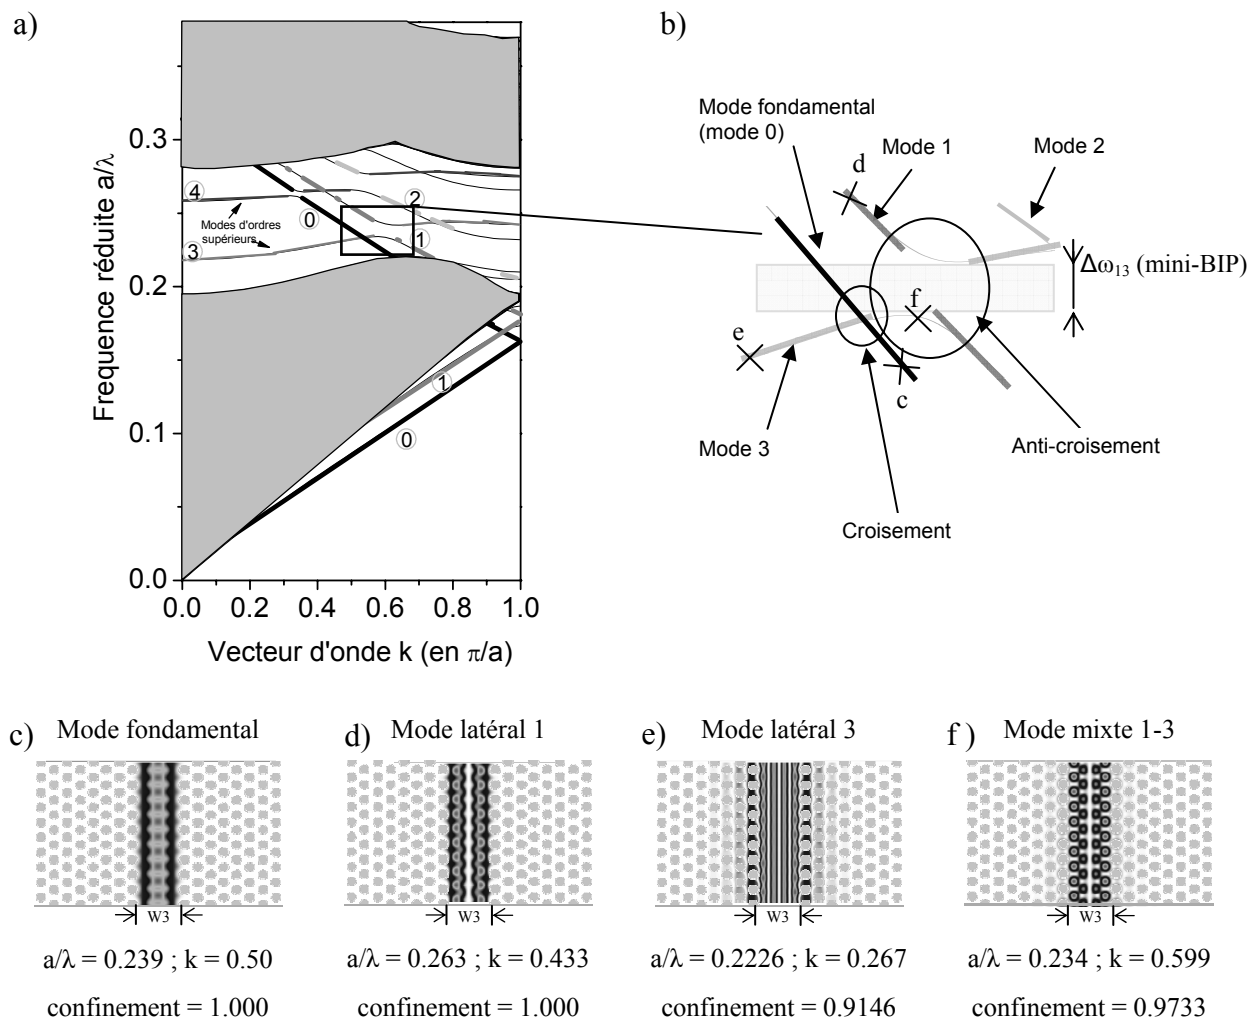 a)
b)
Frequence réduite a/λ
0.3
0.2
0.1
0.0
4
3
0
2
1
1
0
Modes d'ordres
supérieurs
0.0 0.2 0.4 0.6 0.8 1.0
Vecteur d'onde k (en π/a)
Mode fondamental
(mode 0)
d
Mode 1
Mode 2
Δω13 (mini-BIP)
f
e
c
Mode 3
Anti-croisement
Croisement
c) Mode fondamental
d) Mode latéral 1
e) Mode latéral 3
f) Mode mixte 1-3
W3
W3
W3
W3
a/λ = 0.239 ; k = 0.50
a/λ = 0.263 ; k = 0.433
a/λ = 0.2226 ; k = 0.267
a/λ = 0.234 ; k = 0.599
confinement = 1.000
confinement = 1.000
confinement = 0.9146
confinement = 0.9733